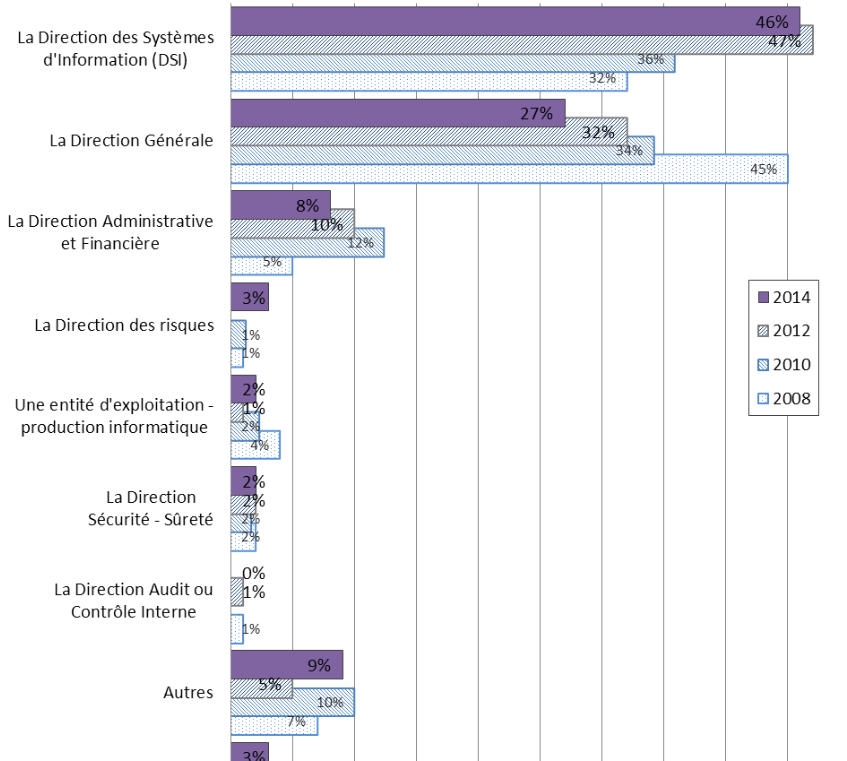 La Direction des Systèmes
d'Information (DSI)
46%
47%
36%
32%
La Direction Générale
27%
32%
34%
45%
La Direction Administrative
et Financière
8%
10%
12%
5%
La Direction des risques
3%
1%
1%
Une entité d'exploitation -
production informatique
2%
1%
2%
4%
La Direction
Sécurité - Sûreté
2%
2%
2%
2%
La Direction Audit ou
Contrôle Interne
0%
1%
1%
Autres
9%
5%
10%
7%
3%
2014
2012
2010
2008